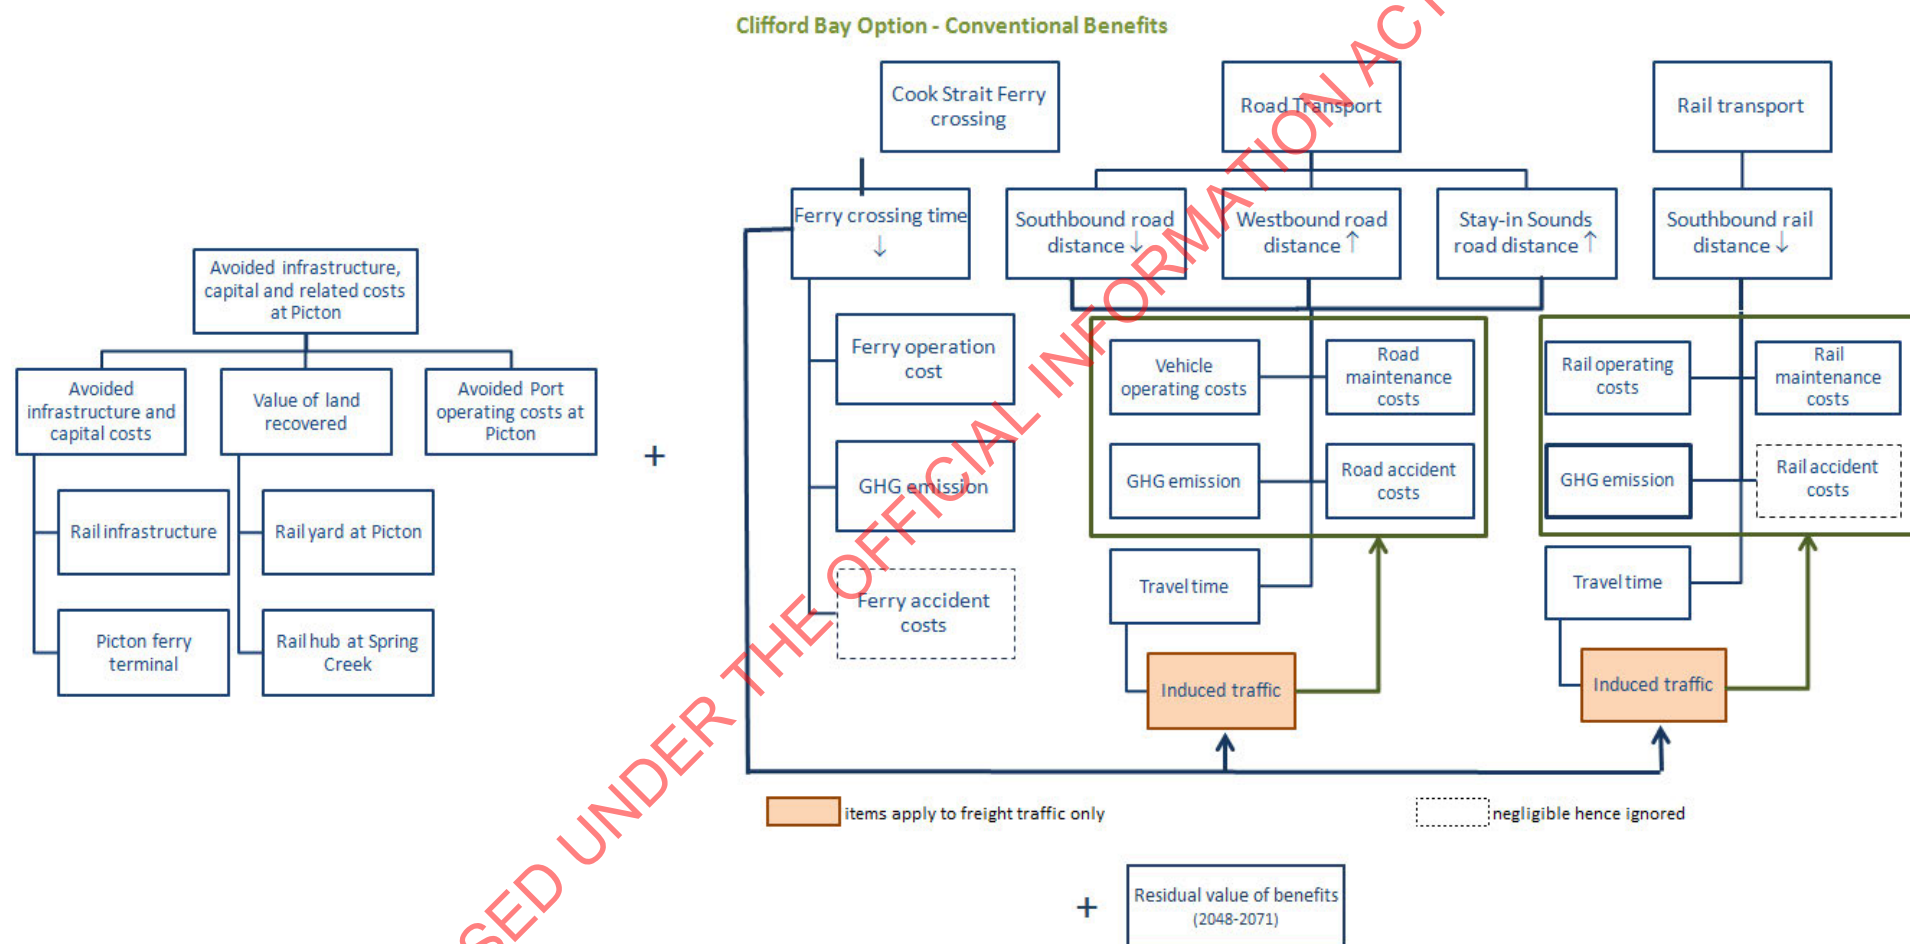 Clifford Bay Option - Conventional Benefits
Cook Strait Ferry
crossing
Road Transport
Rail transport
Ferry crossing time
↓
Southbound road
distance ↓
Westbound road
distance ↑
Stay-in Sounds
road distance ↑
Southbound rail
distance ↓
Avoided infrastructure,
capital and related costs
at Picton
Avoided
infrastructure and
capital costs
Value of land
recovered
Avoided Port
operating costs at
Picton
Rail infrastructure
Rail yard at Picton
Picton ferry
terminal
Rail hub at Spring
Creek
+
Ferry operation
cost
GHG emission
Ferry accident
costs
Vehicle
operating costs
Road
maintenance
costs
GHG emission
Road accident
costs
Travel time
Induced traffic
Rail operating
costs
Rail
maintenance
costs
GHG emission
Rail accident
costs
Travel time
Induced traffic
items apply to freight traffic only
negligible hence ignored
+
Residual value of benefits
(2048-2071)
SED UNDER THE OFFICIAL INFORMATION ACT